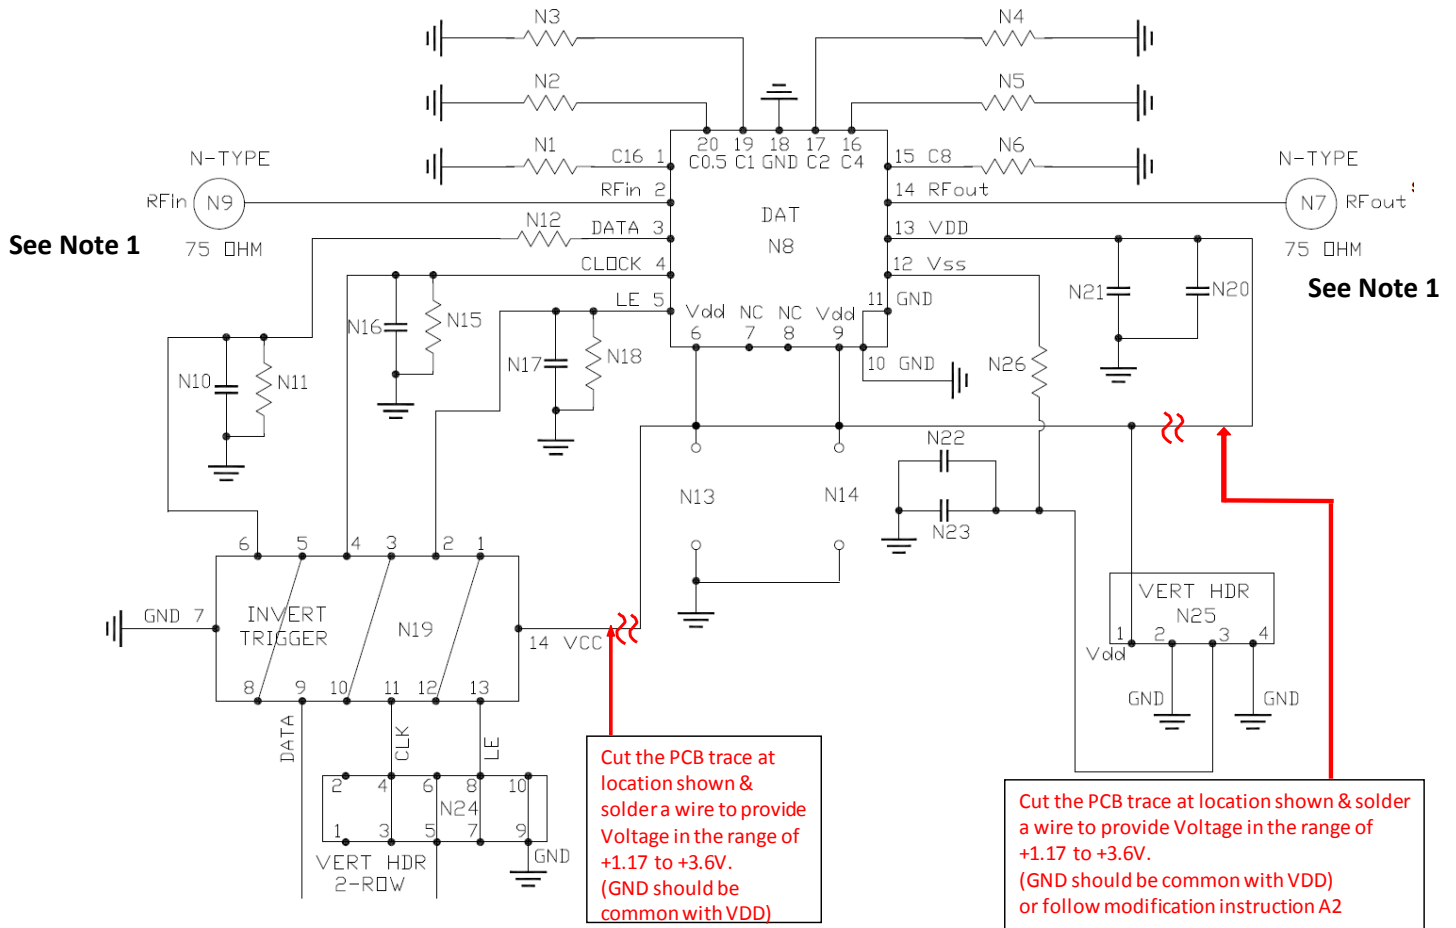 N3
N4
N2
N5
N1
N6
20 19 18 17 16
C0.5 C1 GND C2 C4
C16 1
15 C8
N-TYPE
N-TYPE
RFin 2
14 RFout
RFin N9
DAT
N7 RFout
N12
DATA 3
N8
13 VDD
See Note 1
75 OHM
75 OHM
CLOCK 4
12 Vss
See Note 1
LE 5
11 GND
N21
N20
Vdd NC NC Vdd
6 7 8 9
N16
N15
N17
N18
10 GND
N26
N10
N11
N22
N13
N14
N23
6 5 4 3 2 1
GND 7
INVERT
TRIGGER
N19
14 VCC
8 9 10 11 12 13
VERT HDR
N25
1 2 3 4
Vdd
GND
GND
DATA
CLK
LE
2 4 6 8 10
N24
1 3 5 7 9
GND
VERT HDR
2-ROW
Cut the PCB trace at
location shown &
solder a wire to provide
Voltage in the range of
+1.17 to +3.6V.
(GND should be
common with VDD)
Cut the PCB trace at location shown & solder
a wire to provide Voltage in the range of
+1.17 to +3.6V.
(GND should be common with VDD)
or follow modification instruction A2